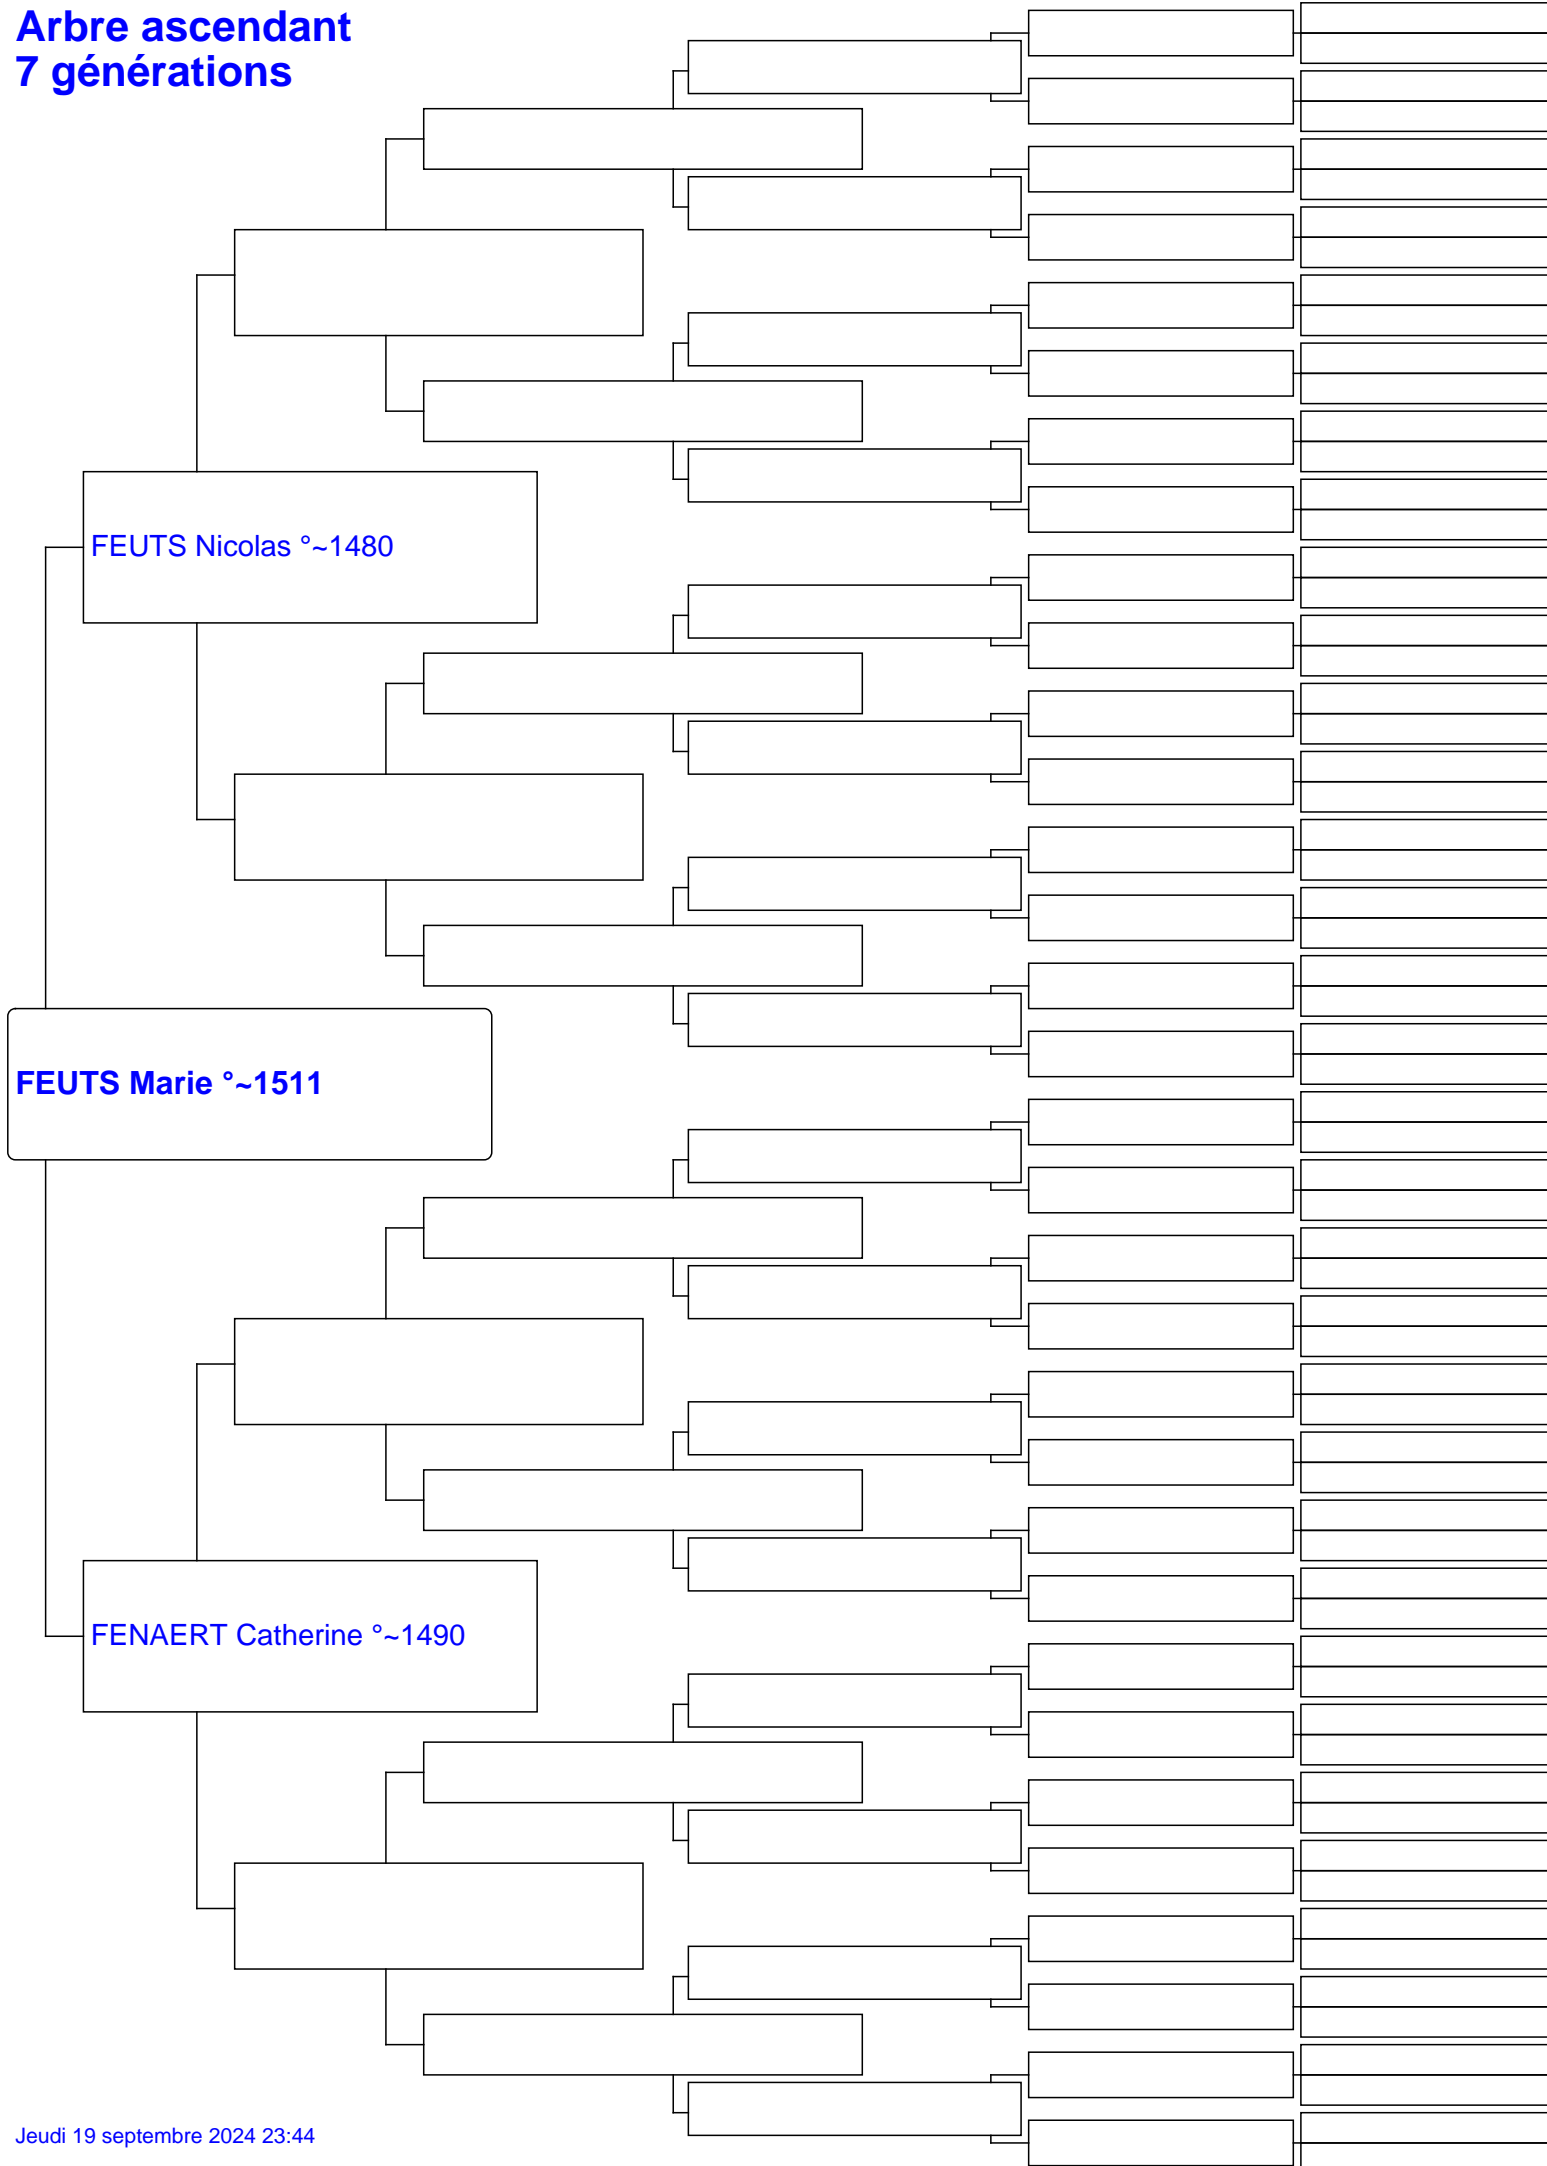 Arbre ascendant
7 générations
FEUTS Nicolas °~1480
FEUTS Marie °~1511
FENAERT Catherine °~1490
Jeudi 19 septembre 2024 23:44